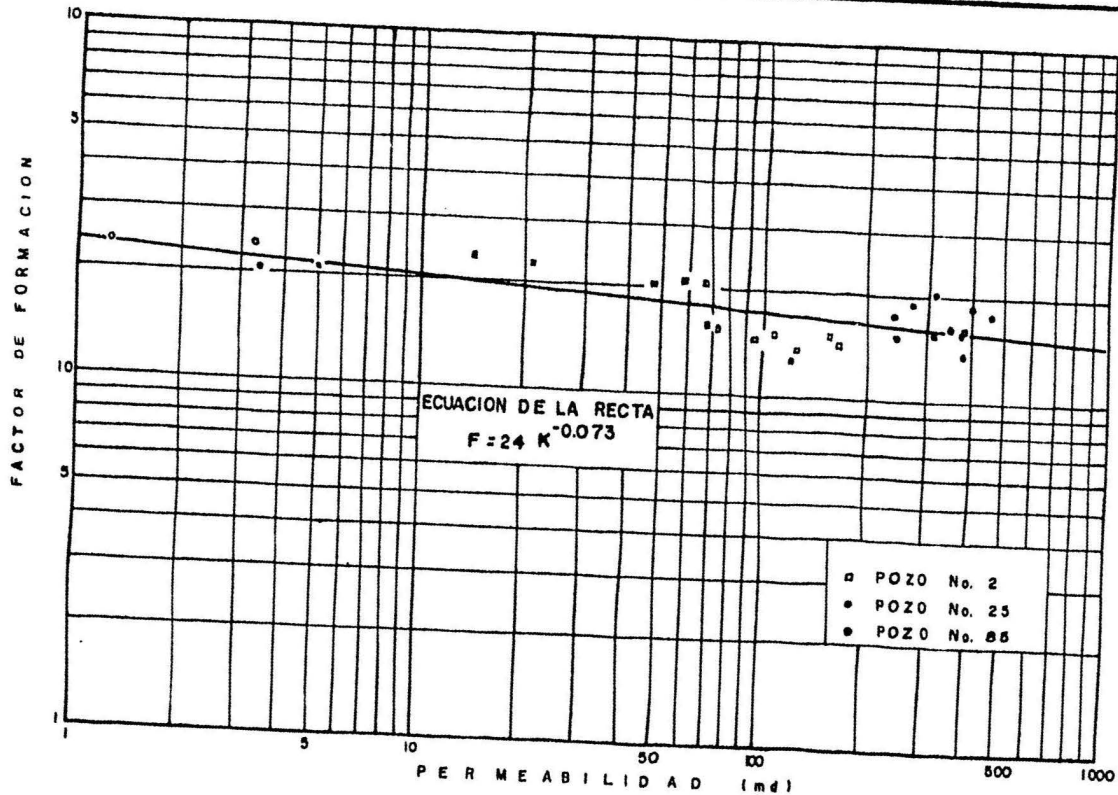 10
5
10
5
1
FACTOR DE FORMACION
ECUACION DE LA RECTA
F = 24 K^-0.073
POZO No. 2
POZO No. 25
POZO No. 85
1
5
10
50
100
500
1000
PERMEABILIDAD (md)